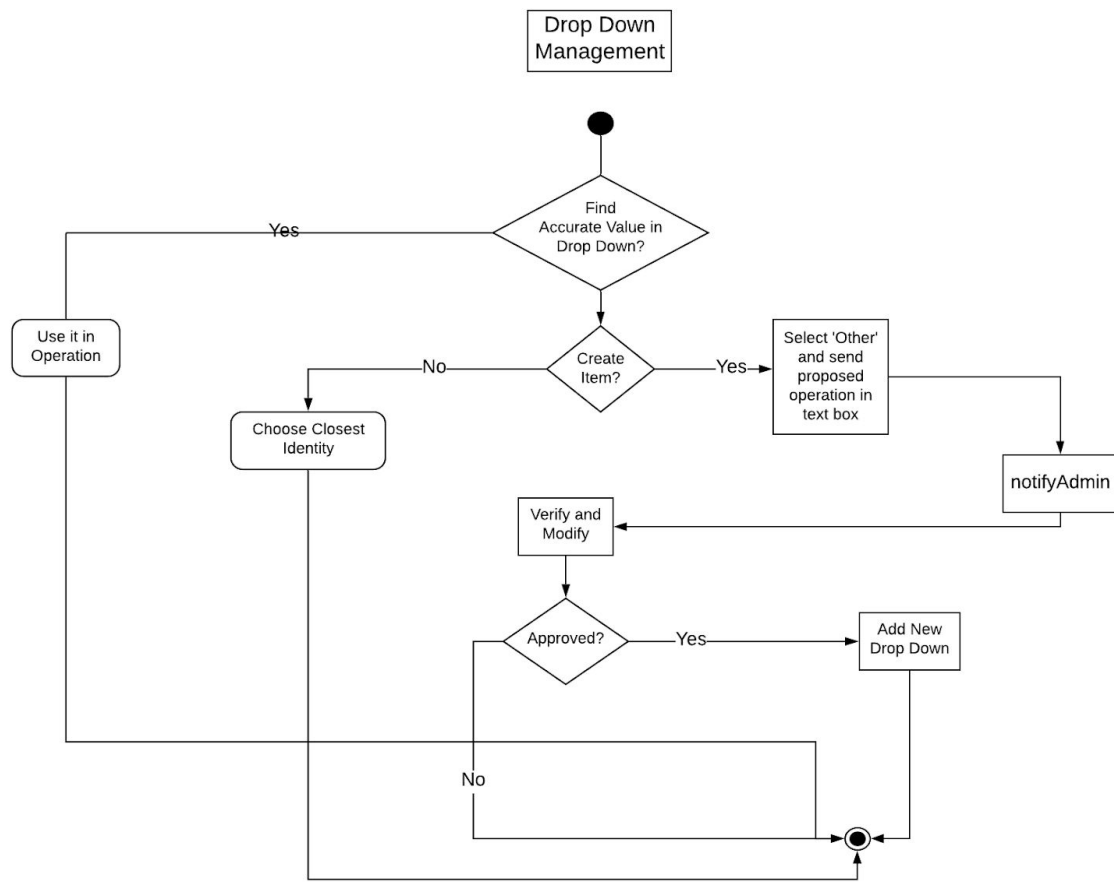 Drop Down
Management
Find
Accurate Value in
Drop Down?
Yes
Use it in
Operation
Create
Item?
No
Yes
Select 'Other'
and send
proposed
operation in
text box
Choose Closest
Identity
notifyAdmin
Verify and
Modify
Approved?
Yes
Add New
Drop Down
No